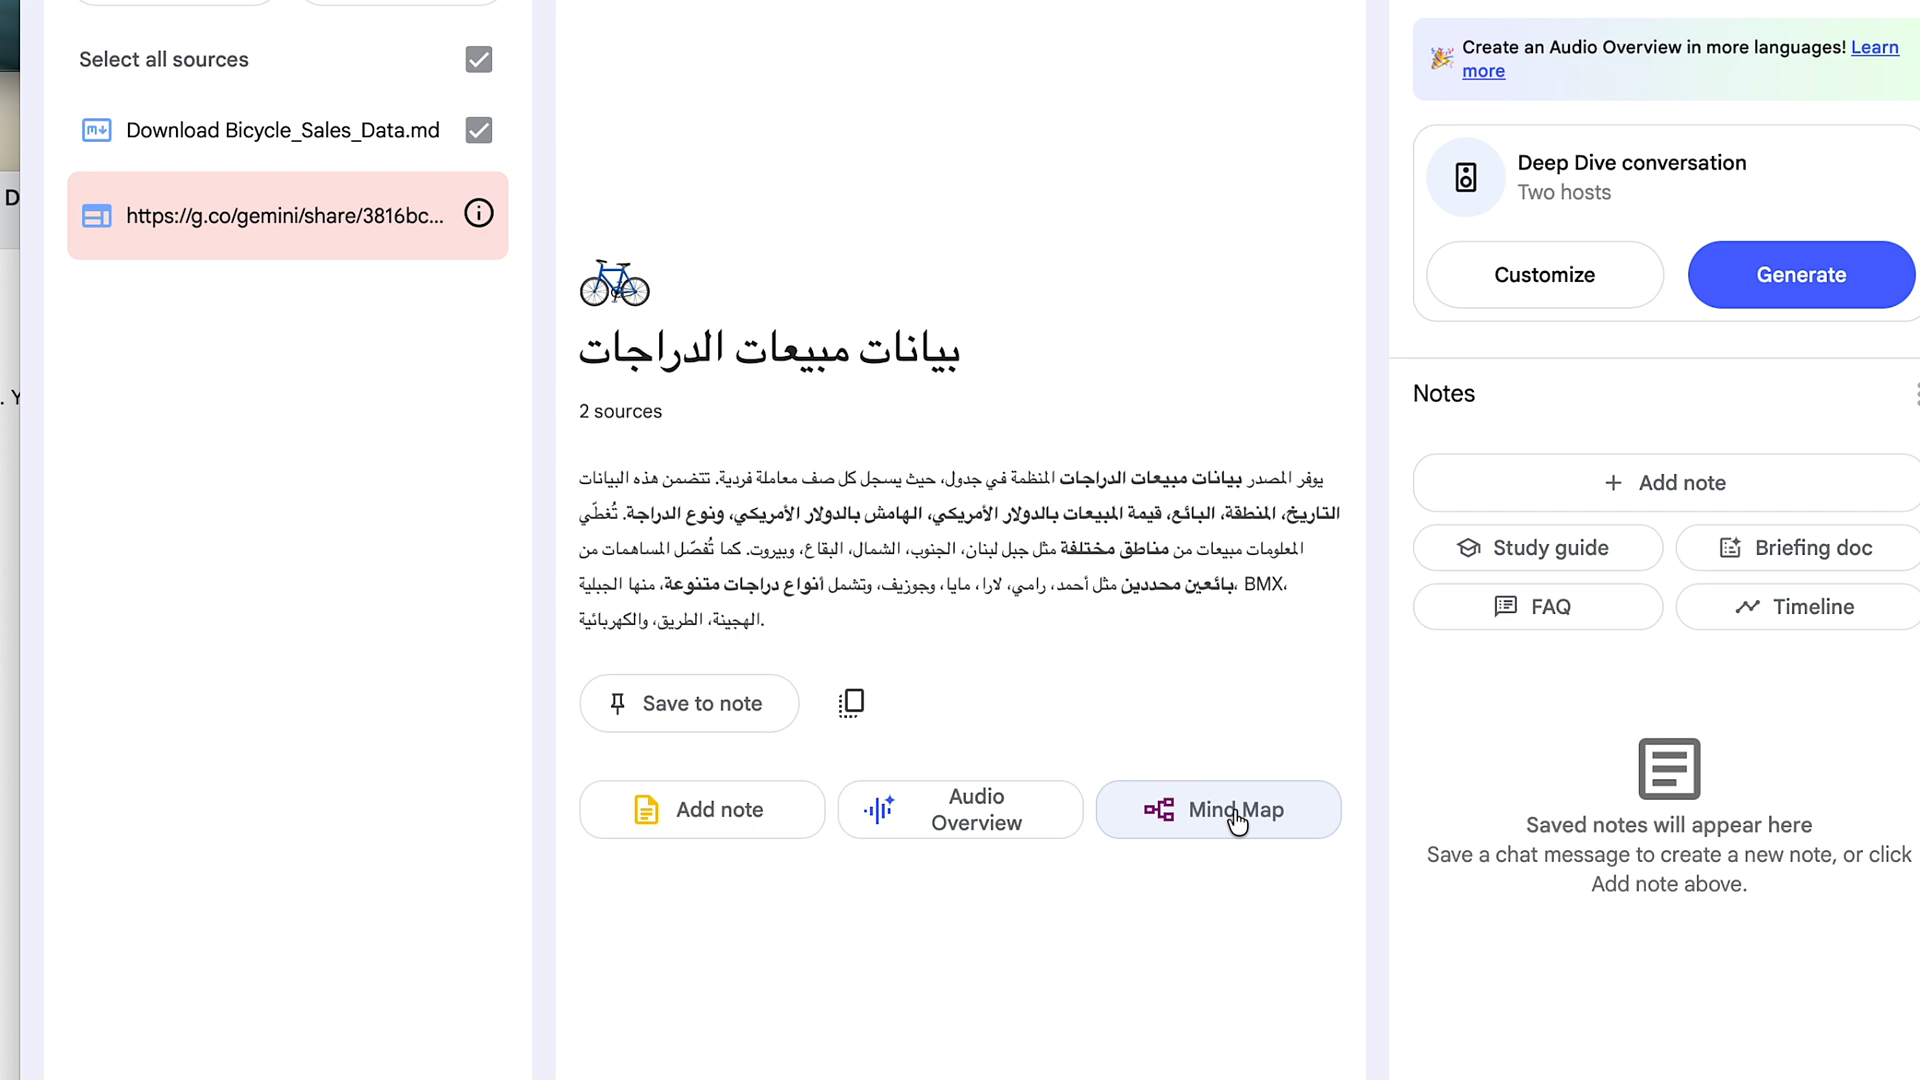 Select all sources
Download Bicycle_Sales_Data.md
https://g.co/gemini/share/3816bc...
بيانات مبيعات الدراجات
2 sources
يوفر المصدر بيانات مبيعات الدراجات المنظمة في جدول، حيث يسجل كل صف معاملة فردية. تتضمن هذه البيانات
التاريخ، المنطقة، البائع، قيمة المبيعات بالدولار الأمريكي، الهامش بالدولار الأمريكي، ونوع الدراجة. تُغطّي
المعلومات مبيعات من مناطق مختلفة مثل جبل لبنان، الجنوب، الشمال، البقاع، وبيروت. كما تُفصّل المساهمات من
بائعين محددين مثل أحمد، رامي، لارا، مايا، وجوزيف، وتشمل أنواع دراجات متنوعة، منها الجبلية، BMX،
الهجينة، الطريق، والكهربائية.
Save to note
Add note
Audio
Overview
Mind Map
Create an Audio Overview in more languages! Learn
more
Deep Dive conversation
Two hosts
Customize
Generate
Notes
+ Add note
Study guide
Briefing doc
FAQ
Timeline
Saved notes will appear here
Save a chat message to create a new note, or click
Add note above.